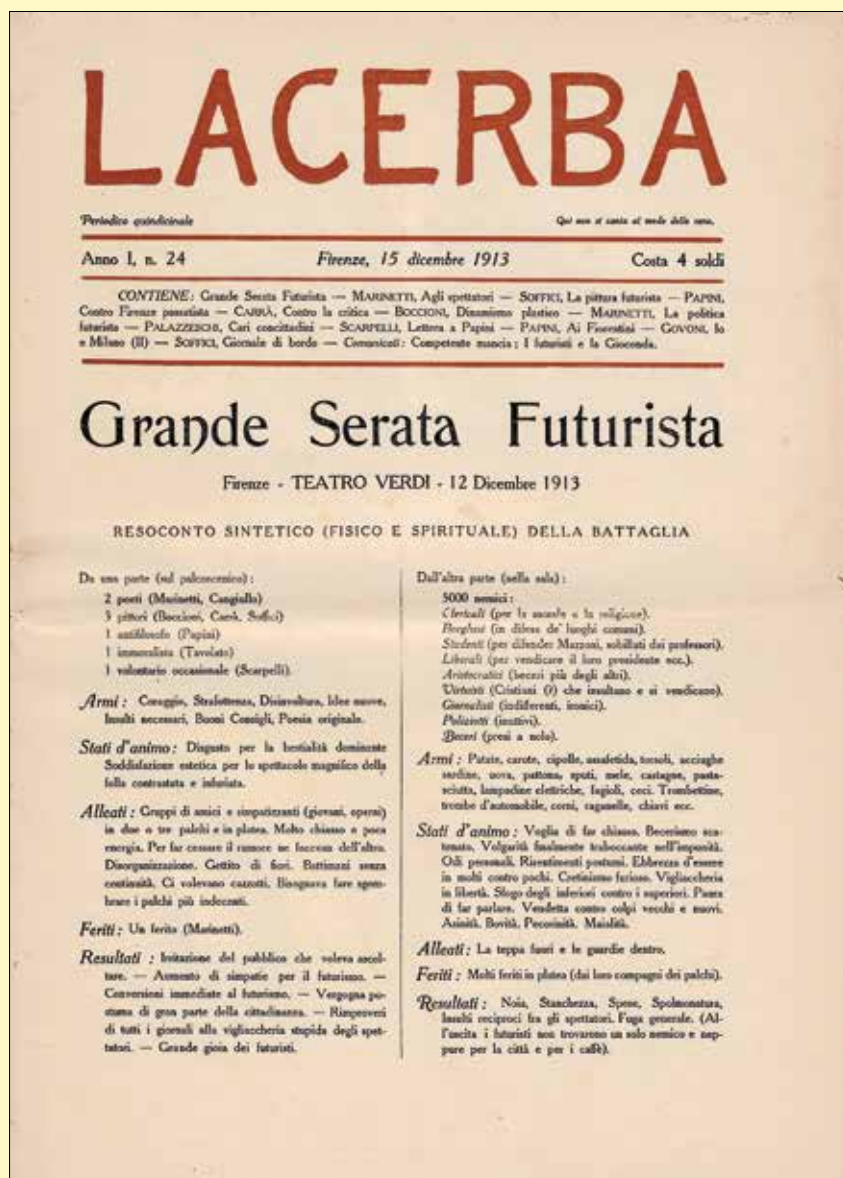 LACERBA
Periodico quindicinale
Qui non si canta al modo delle rane.
Anno I, n. 24
Firenze, 15 dicembre 1913
Costa 4 soldi
CONTIENE: Grande Serata Futurista — MARINETTI, Agli spettatori — SOFFICI, La pittura futurista — PAPINI,
Contro Firenze passatista — CARRÀ, Contro la critica — BOCCIONI, Dinamismo plastico — MARINETTI, La politica
futurista — PALAZZESCHI, Cari concittadini — SCARPELLI, Lettera a Papini — PAPINI, Ai Fiorentini — GOVONI, Io
e Milano (II) — SOFFICI, Giornale di bordo — Comunicati: Competente mancia; I futuristi e la Gioconda.
Grande Serata Futurista
Firenze - TEATRO VERDI - 12 Dicembre 1913
RESOCONTO SINTETICO (FISICO E SPIRITUALE) DELLA BATTAGLIA
Da una parte (sul palcoscenico):
2 poeti (Marinetti, Cangiullo)
3 pittori (Boccioni, Carrà, Soffici)
1 antifilosofo (Papini)
1 immoralista (Tavolato)
1 volontario occasionale (Scarpelli).
Armi: Coraggio, Strafottenza, Disinvoltura, Idee nuove,
Insulti necessari, Buoni Consigli, Poesia originale.
Stati d'animo: Disgusto per la bestialità dominante
Soddisfazione estetica per lo spettacolo magnifico della
folla contrastata e infuriata.
Alleati: Gruppi di amici e simpatizzanti (giovani, operai)
in due o tre palchi e in platea. Molto chiasso e poca
energia. Per far cessare il rumore ne facevan dell'altro.
Disorganizzazione. Gettito di fiori. Battimani senza
continuità. Ci volevano cazzotti. Bisognava fare sgom-
brare i palchi più indecenti.
Feriti: Un ferito (Marinetti).
Resultati: Irritazione del pubblico che voleva ascol-
tare. — Aumento di simpatie per il futurismo. —
Conversioni immediate al futurismo. — Vergogna po-
stuma di gran parte della cittadinanza. — Rimproveri
di tutti i giornali alla vigliaccheria stupida degli spet-
tatori. — Grande gioia dei futuristi.
Dall'altra parte (nella sala):
5000 nemici:
Clericali (per la morale e la religione).
Borghesi (in difesa de' luoghi comuni).
Studenti (per difender Mazzoni, sobillati dai professori).
Liberali (per vendicare il loro presidente ecc.).
Aristocratici (beceri più degli altri).
(Cristiani (?) che insultano e si vendicano).
Giornalisti (indifferenti, ironici).
Poliziotti (inattivi).
Beceri (presi a nolo).
Armi: Patate, carote, cipolle, assafetida, torsoli, acciughe
sardine, uova, pattona, sputi, mele, castagne, pasta-
sciutta, lampadine elettriche, fagioli, ceci. Trombettine,
trombe d'automobile, corni, raganelle, chiavi ecc.
Stati d'animo: Voglia di far chiasso. Becerismo sca-
tenato. Volgarità finalmente traboccante nell'impunità.
Odi personali. Risentimenti postumi. Ebbrezza d'essere
in molti contro pochi. Cretinismo furioso. Vigliaccheria
in libertà. Sfogo degli inferiori contro i superiori. Paura
di far parlare. Vendetta contro colpi vecchi e nuovi.
Asinità. Bovità. Pecorinità. Maialità.
Alleati: La teppa fuori e le guardie dentro.
Feriti: Molti feriti in platea (dai loro compagni dei palchi).
Resultati: Noia, Stanchezza, Spese, Spolmonatura,
Insulti reciproci fra gli spettatori. Fuga generale. (Al-
l'uscita i futuristi non trovarono un solo nemico e nep-
pure per la città e per i caffè).